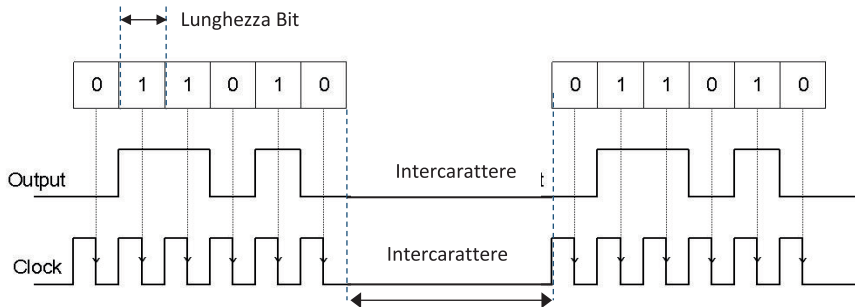 Lunghezza Bit
0 1 1 0 1 0 0 1 1 0 1 0
Output Intercarattere t
Clock Intercarattere